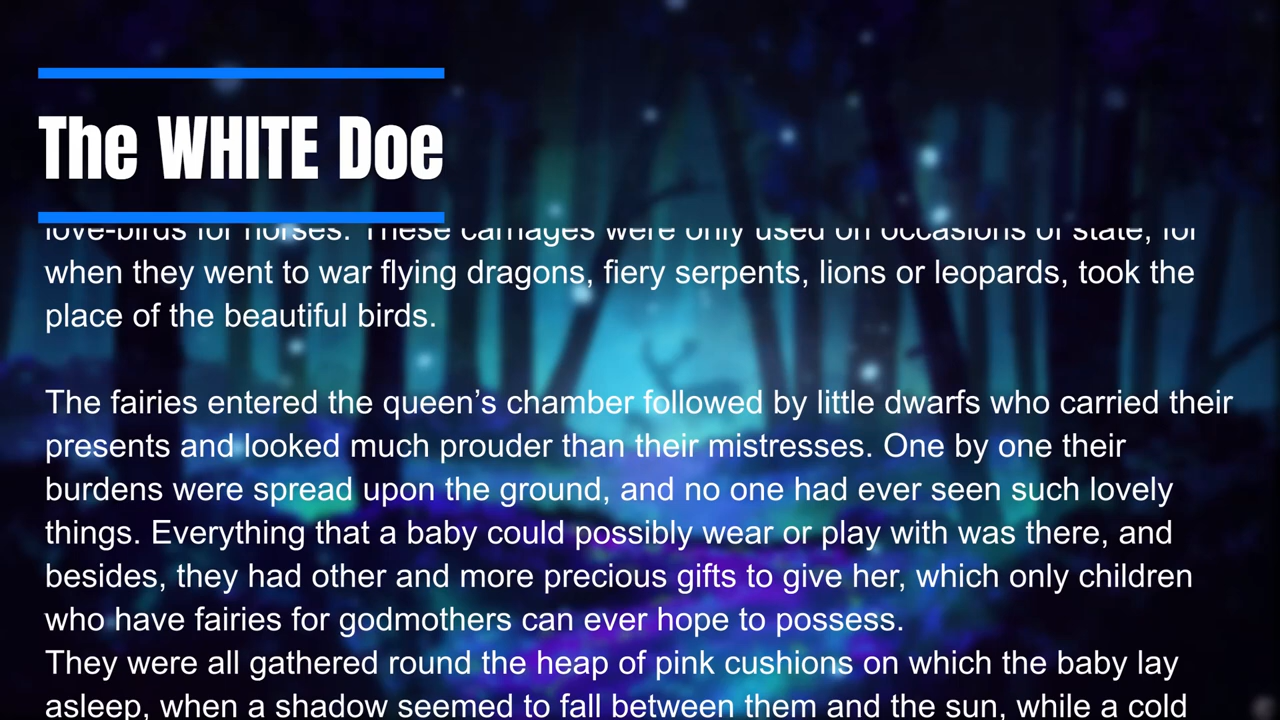 The WHITE Doe
love-birds for horses. These carriages were only used on occasions of state, for
when they went to war flying dragons, fiery serpents, lions or leopards, took the
place of the beautiful birds.
The fairies entered the queen’s chamber followed by little dwarfs who carried their
presents and looked much prouder than their mistresses. One by one their
burdens were spread upon the ground, and no one had ever seen such lovely
things. Everything that a baby could possibly wear or play with was there, and
besides, they had other and more precious gifts to give her, which only children
who have fairies for godmothers can ever hope to possess.
They were all gathered round the heap of pink cushions on which the baby lay
asleep, when a shadow seemed to fall between them and the sun, while a cold